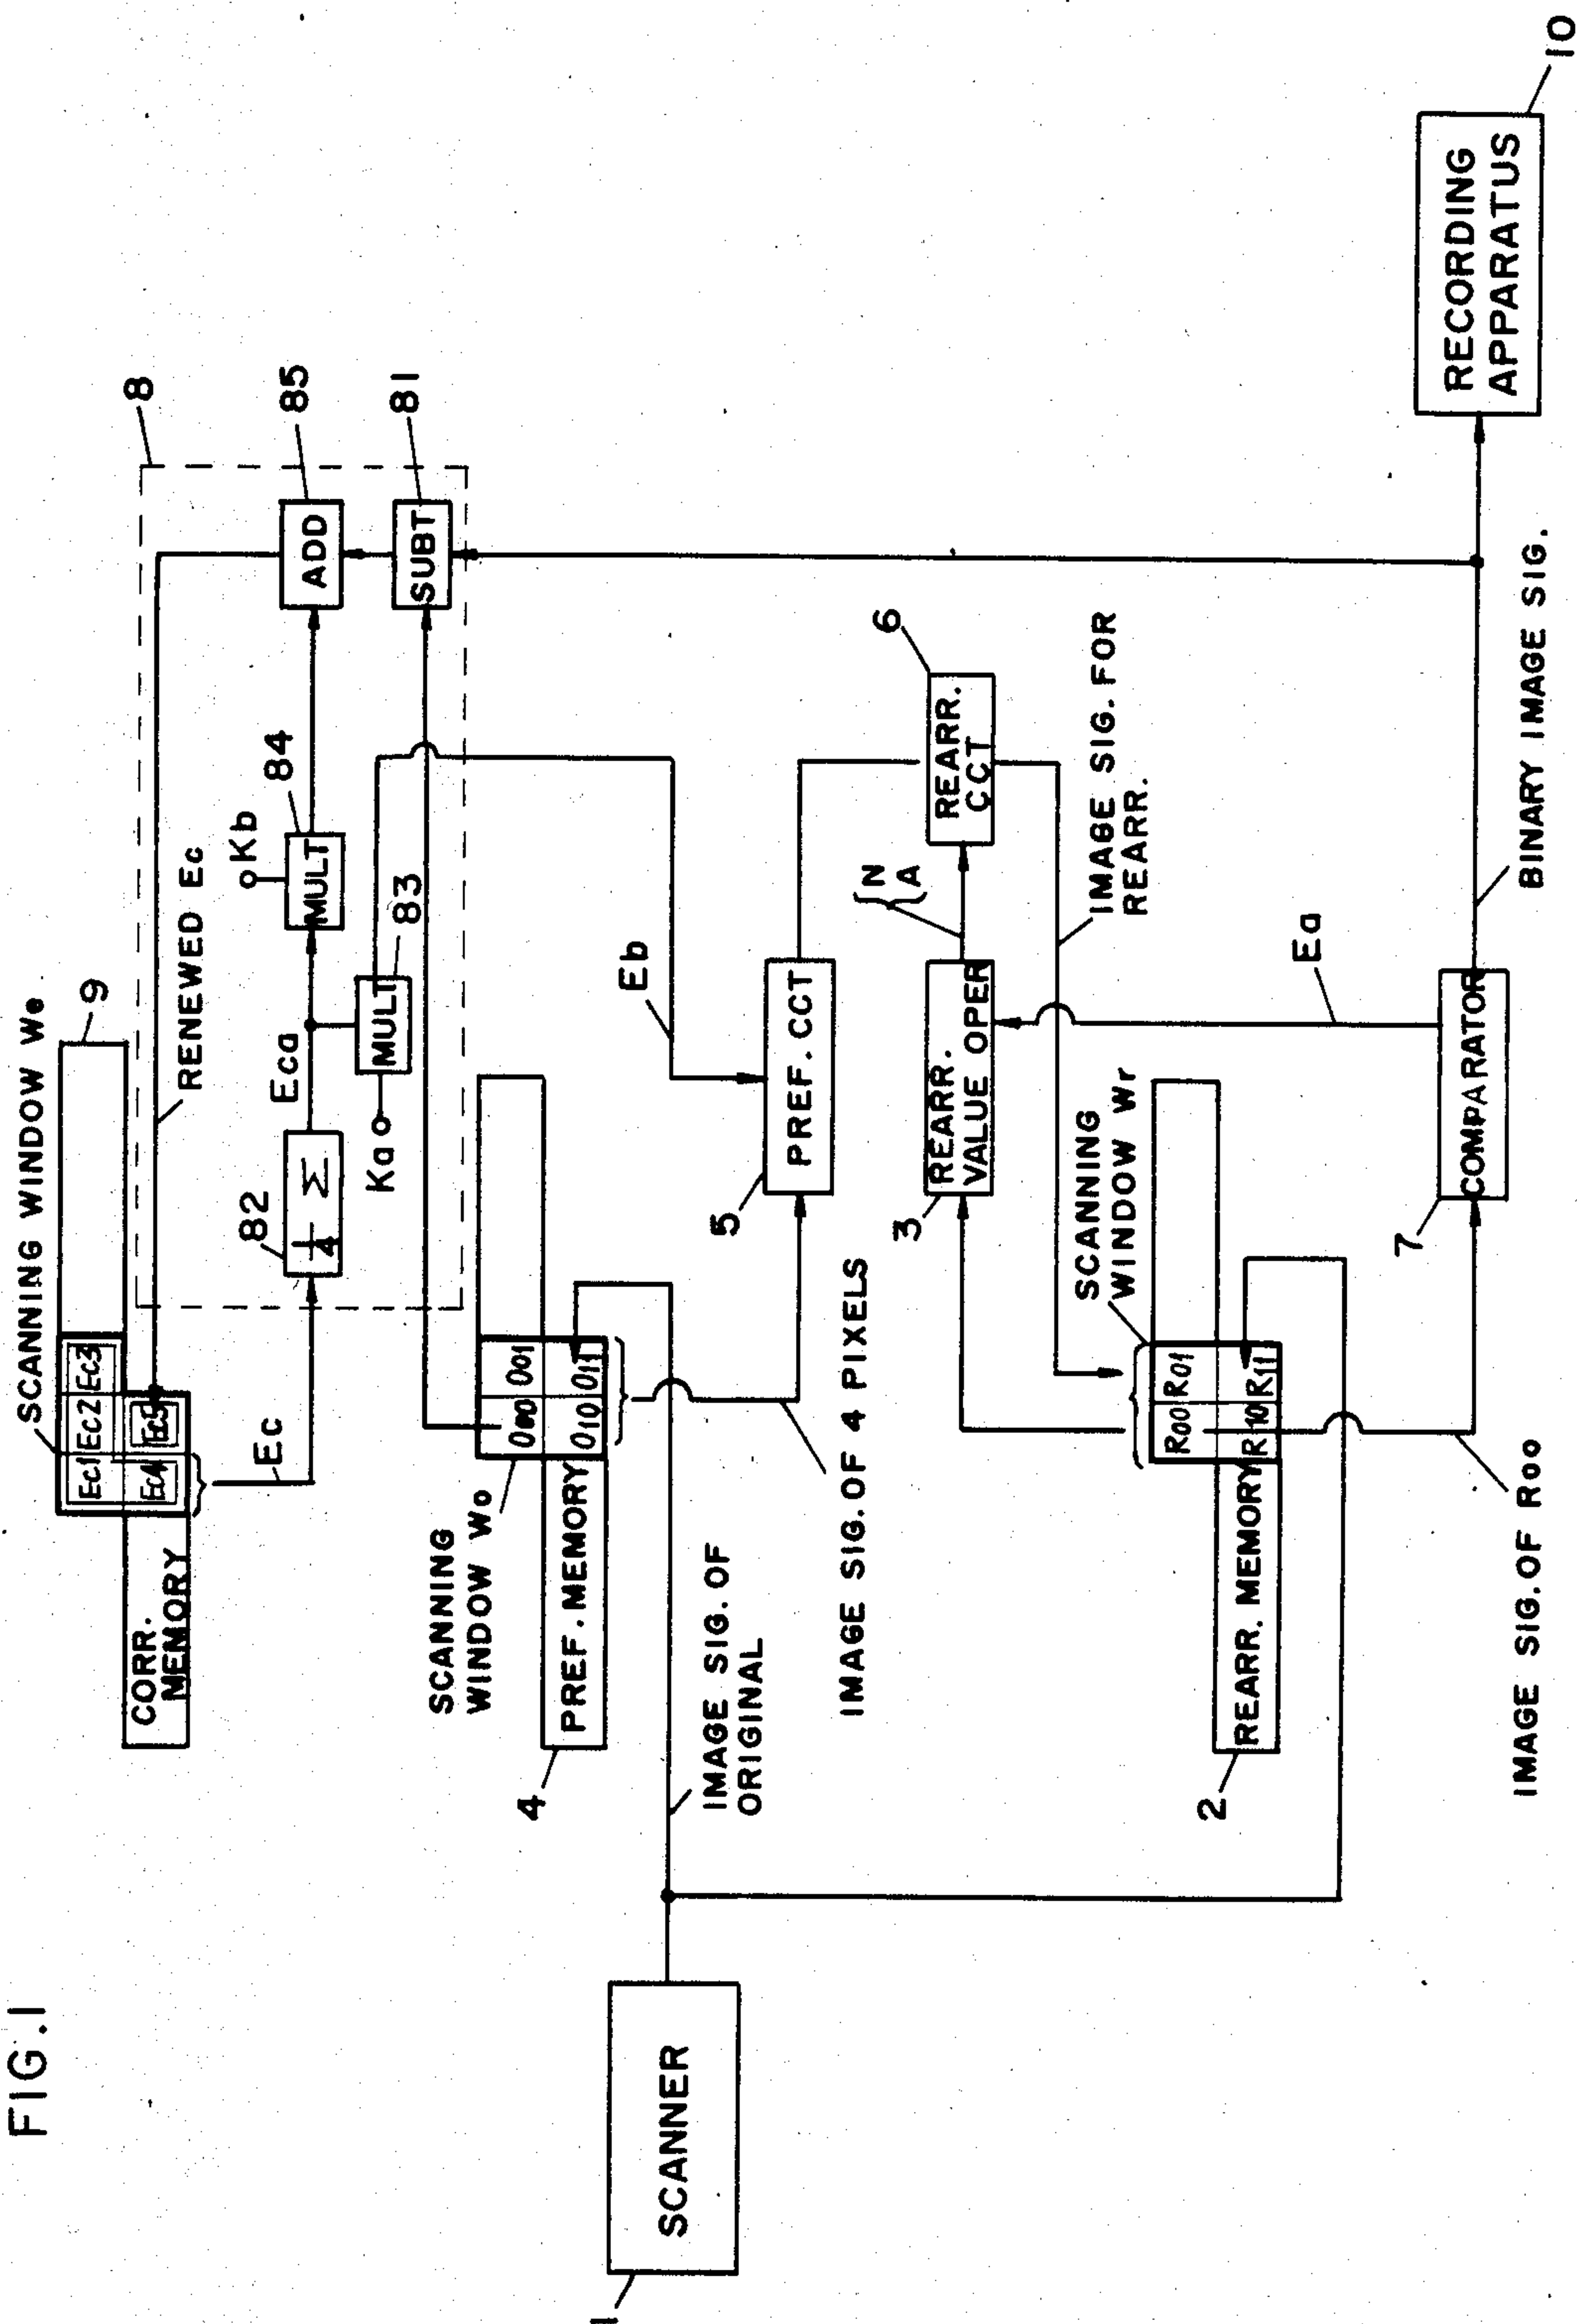 FIG.1
SCANNING WINDOW We
9
CORR.
MEMORY
Ec1
Ec2
Ec3
Ec4
Ec5
RENEWED Ec
8
Ec
82
1/4 Σ
Eca
Kb
84
MULT
85
ADD
Ka
MULT
83
81
SUBT
SCANNING
WINDOW Wo
4
PREF. MEMORY
O00
O01
O10
O11
Eb
5
PREF. CCT
IMAGE SIG. OF
ORIGINAL
IMAGE SIG. OF 4 PIXELS
1
SCANNER
6
REARR.
CCT
N
A
3
REARR.
VALUE OPER
IMAGE SIG. FOR
REARR.
SCANNING
WINDOW Wr
2
REARR. MEMORY
R00
R01
R10
R11
Ea
7
COMPARATOR
IMAGE SIG. OF R00
BINARY IMAGE SIG.
RECORDING
APPARATUS
10